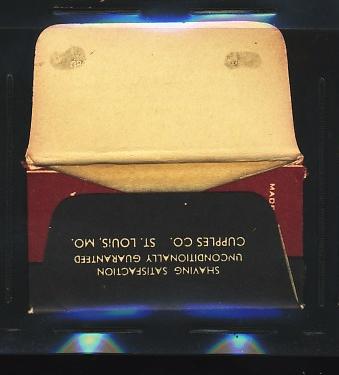 SHAVING SATISFACTION
UNCONDITIONALLY GUARANTEED
CUPPLES CO. ST. LOUIS, MO.